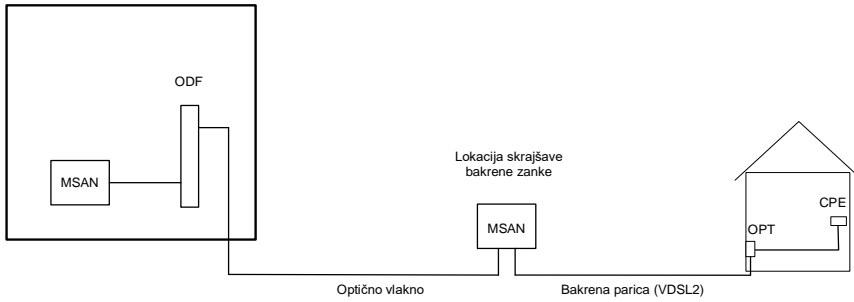 ODF
MSAN
Lokacija skrajšave
bakrene zanke
MSAN
CPE
OPT
Optično vlakno
Bakrena parica (VDSL2)